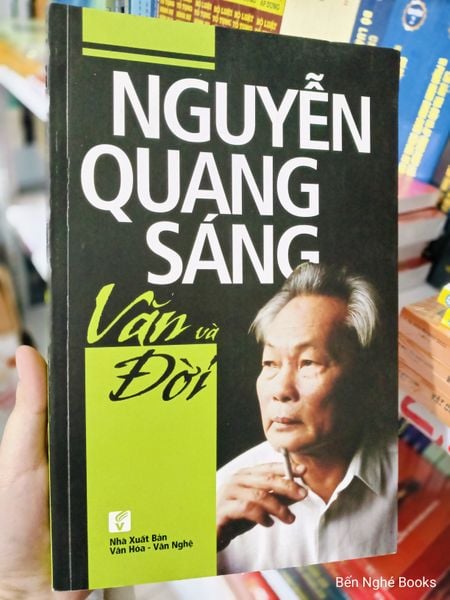 NGUYỄN
QUANG
SÁNG
Văn và
Đời
V
Nhà Xuất Bản
Văn Hóa - Văn Nghệ
Bến Nghé Books